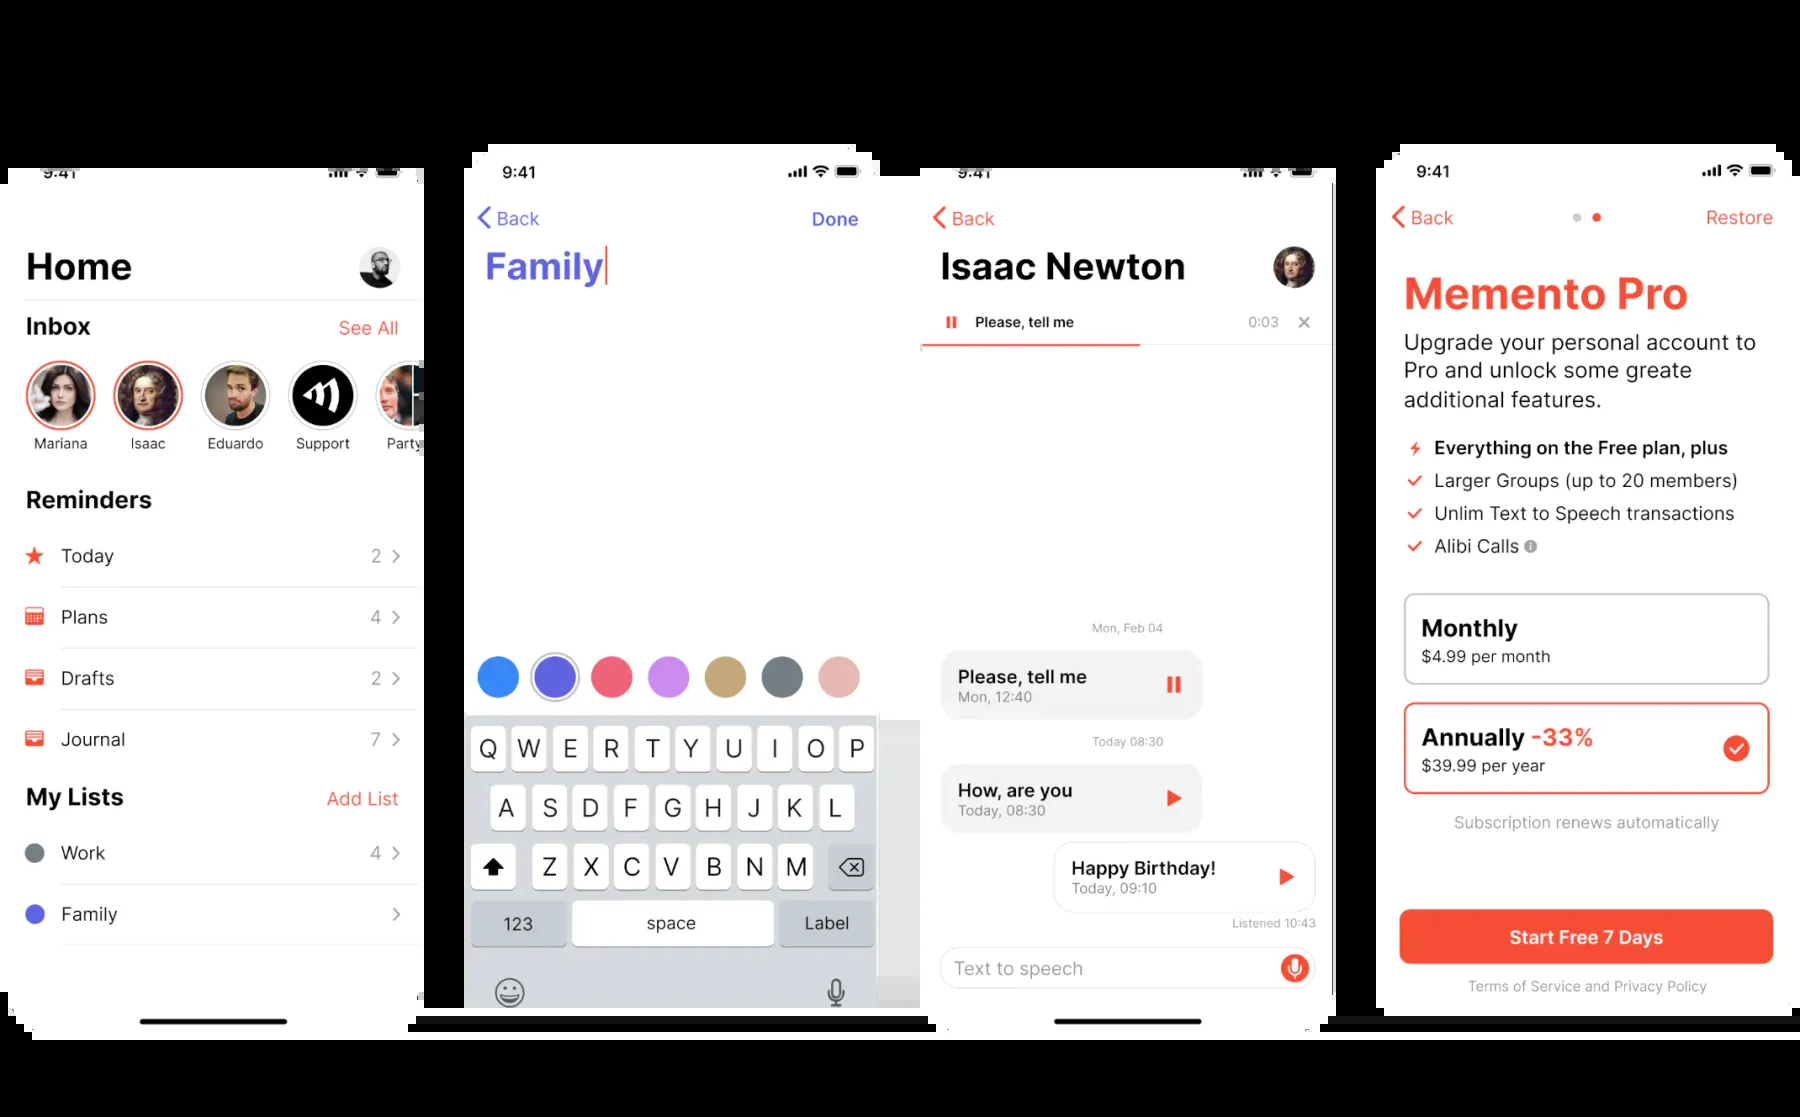 9:41
Home
Inbox
See All
Mariana
Isaac
Eduardo
Support
Party
Reminders
Today
2
Plans
4
Drafts
2
Journal
7
My Lists
Add List
Work
4
Family
9:41
Back
Done
Family
Q W E R T Y U I O P
A S D F G H J K L
Z X C V B N M
123
space
Label
9:41
Back
Isaac Newton
Please, tell me
0:03
Mon, Feb 04
Please, tell me
Mon, 12:40
Today 08:30
How, are you
Today, 08:30
Happy Birthday!
Today, 09:10
Listened 10:43
Text to speech
9:41
Back
Restore
Memento Pro
Upgrade your personal account to
Pro and unlock some greate
additional features.
Everything on the Free plan, plus
Larger Groups (up to 20 members)
Unlim Text to Speech transactions
Alibi Calls
Monthly
$4.99 per month
Annually -33%
$39.99 per year
Subscription renews automatically
Start Free 7 Days
Terms of Service and Privacy Policy